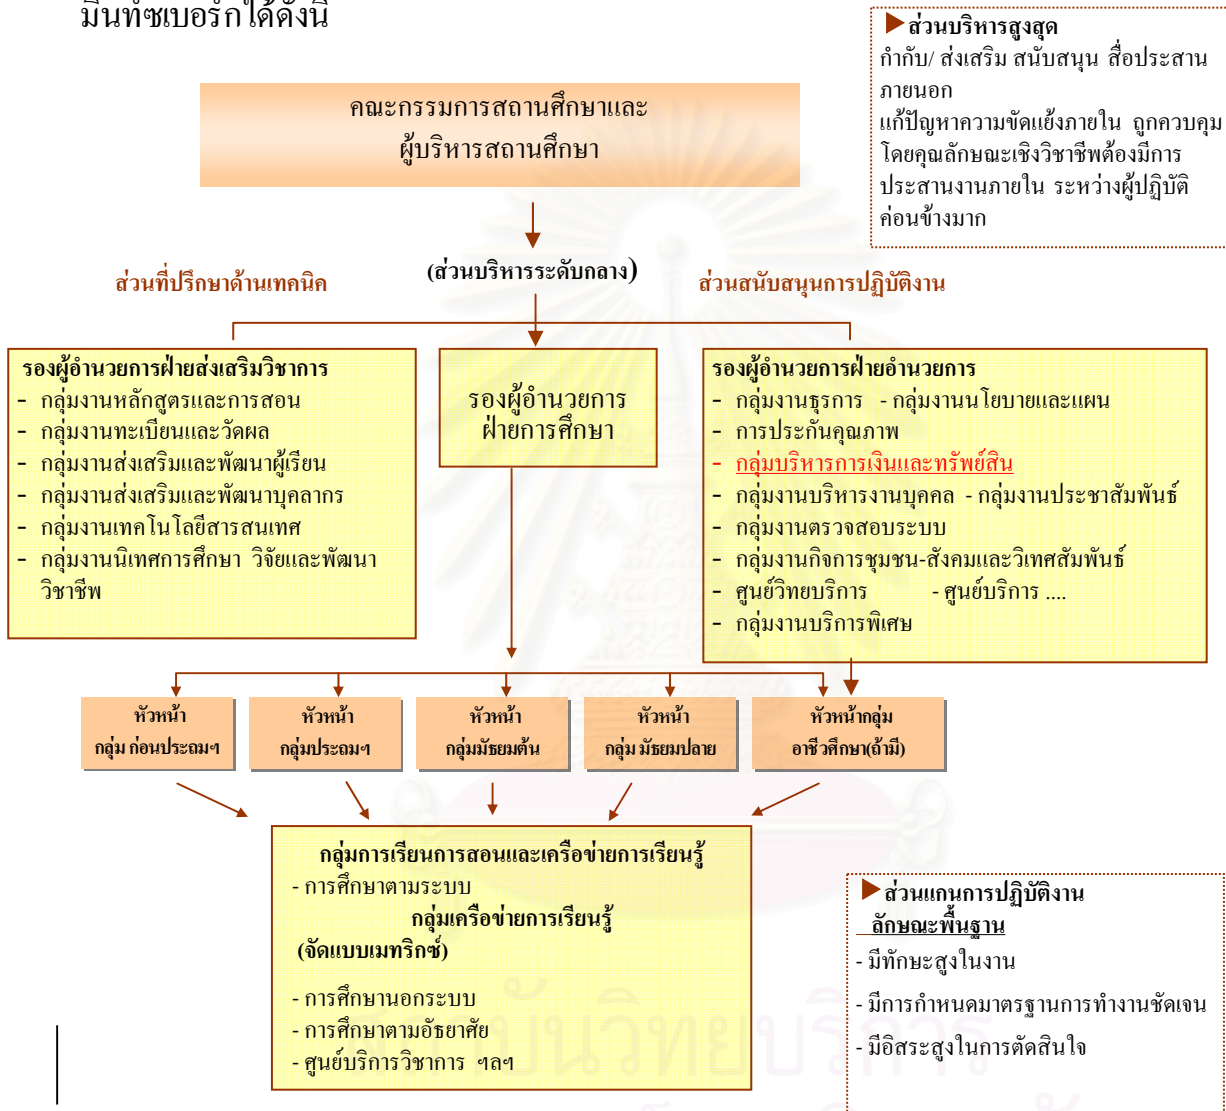 มินทซ์เบอร์กได้ดังนี้
▶ส่วนบริหารสูงสุด
กำกับ/ ส่งเสริม สนับสนุน สื่อประสาน
ภายนอก
แก้ปัญหาความขัดแย้งภายใน ถูกควบคุม
โดยคุณลักษณะเชิงวิชาชีพต้องมีการ
ประสานงานภายใน ระหว่างผู้ปฏิบัติ
ค่อนข้างมาก
คณะกรรมการสถานศึกษาและ
ผู้บริหารสถานศึกษา
(ส่วนบริหารระดับกลาง)
ส่วนที่ปรึกษาด้านเทคนิค
ส่วนสนับสนุนการปฏิบัติงาน
รองผู้อำนวยการฝ่ายส่งเสริมวิชาการ
- กลุ่มงานหลักสูตรและการสอน
- กลุ่มงานทะเบียนและวัดผล
- กลุ่มงานส่งเสริมและพัฒนาผู้เรียน
- กลุ่มงานส่งเสริมและพัฒนาบุคลากร
- กลุ่มงานเทคโนโลยีสารสนเทศ
- กลุ่มงานนิเทศการศึกษา วิจัยและพัฒนา
วิชาชีพ
รองผู้อำนวยการ
ฝ่ายการศึกษา
รองผู้อำนวยการฝ่ายอำนวยการ
- กลุ่มงานธุรการ - กลุ่มงานนโยบายและแผน
- การประกันคุณภาพ
- กลุ่มบริหารการเงินและทรัพย์สิน
- กลุ่มงานบริหารงานบุคคล - กลุ่มงานประชาสัมพันธ์
- กลุ่มงานตรวจสอบระบบ
- กลุ่มงานกิจการชุมชน-สังคมและวิเทศสัมพันธ์
- ศูนย์วิทยบริการ - ศูนย์บริการ ....
- กลุ่มงานบริการพิเศษ
หัวหน้า
กลุ่ม ก่อนประถมฯ
หัวหน้า
กลุ่มประถมฯ
หัวหน้า
กลุ่มมัธยมต้น
หัวหน้า
กลุ่ม มัธยมปลาย
หัวหน้ากลุ่ม
อาชีวศึกษา(ถ้ามี)
กลุ่มการเรียนการสอนและเครือข่ายการเรียนรู้
- การศึกษาตามระบบ
กลุ่มเครือข่ายการเรียนรู้
(จัดแบบเมทริกซ์)
- การศึกษานอกระบบ
- การศึกษาตามอัธยาศัย
- ศูนย์บริการวิชาการ ฯลฯ
▶ส่วนแกนการปฏิบัติงาน
ลักษณะพื้นฐาน
- มีทักษะสูงในงาน
- มีการกำหนดมาตรฐานการทำงานชัดเจน
- มีอิสระสูงในการตัดสินใจ
สถาบันวิทยบริการ